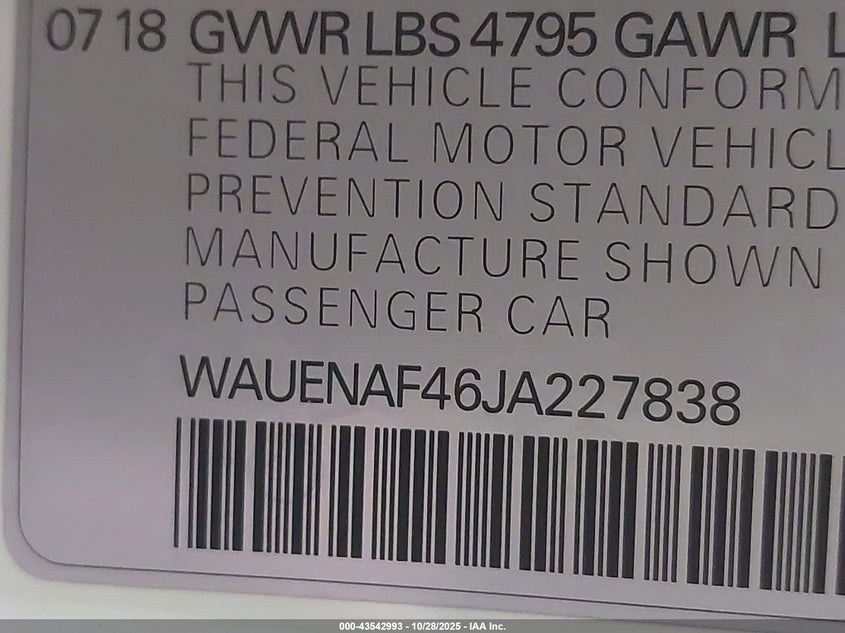 07 18 GVWR LBS 4795 GAWR L
THIS VEHICLE CONFORM
FEDERAL MOTOR VEHICL
PREVENTION STANDARD
MANUFACTURE SHOWN
PASSENGER CAR
WAUENAF46JA227838
000-43542993 - 10/28/2025 - IAA Inc.